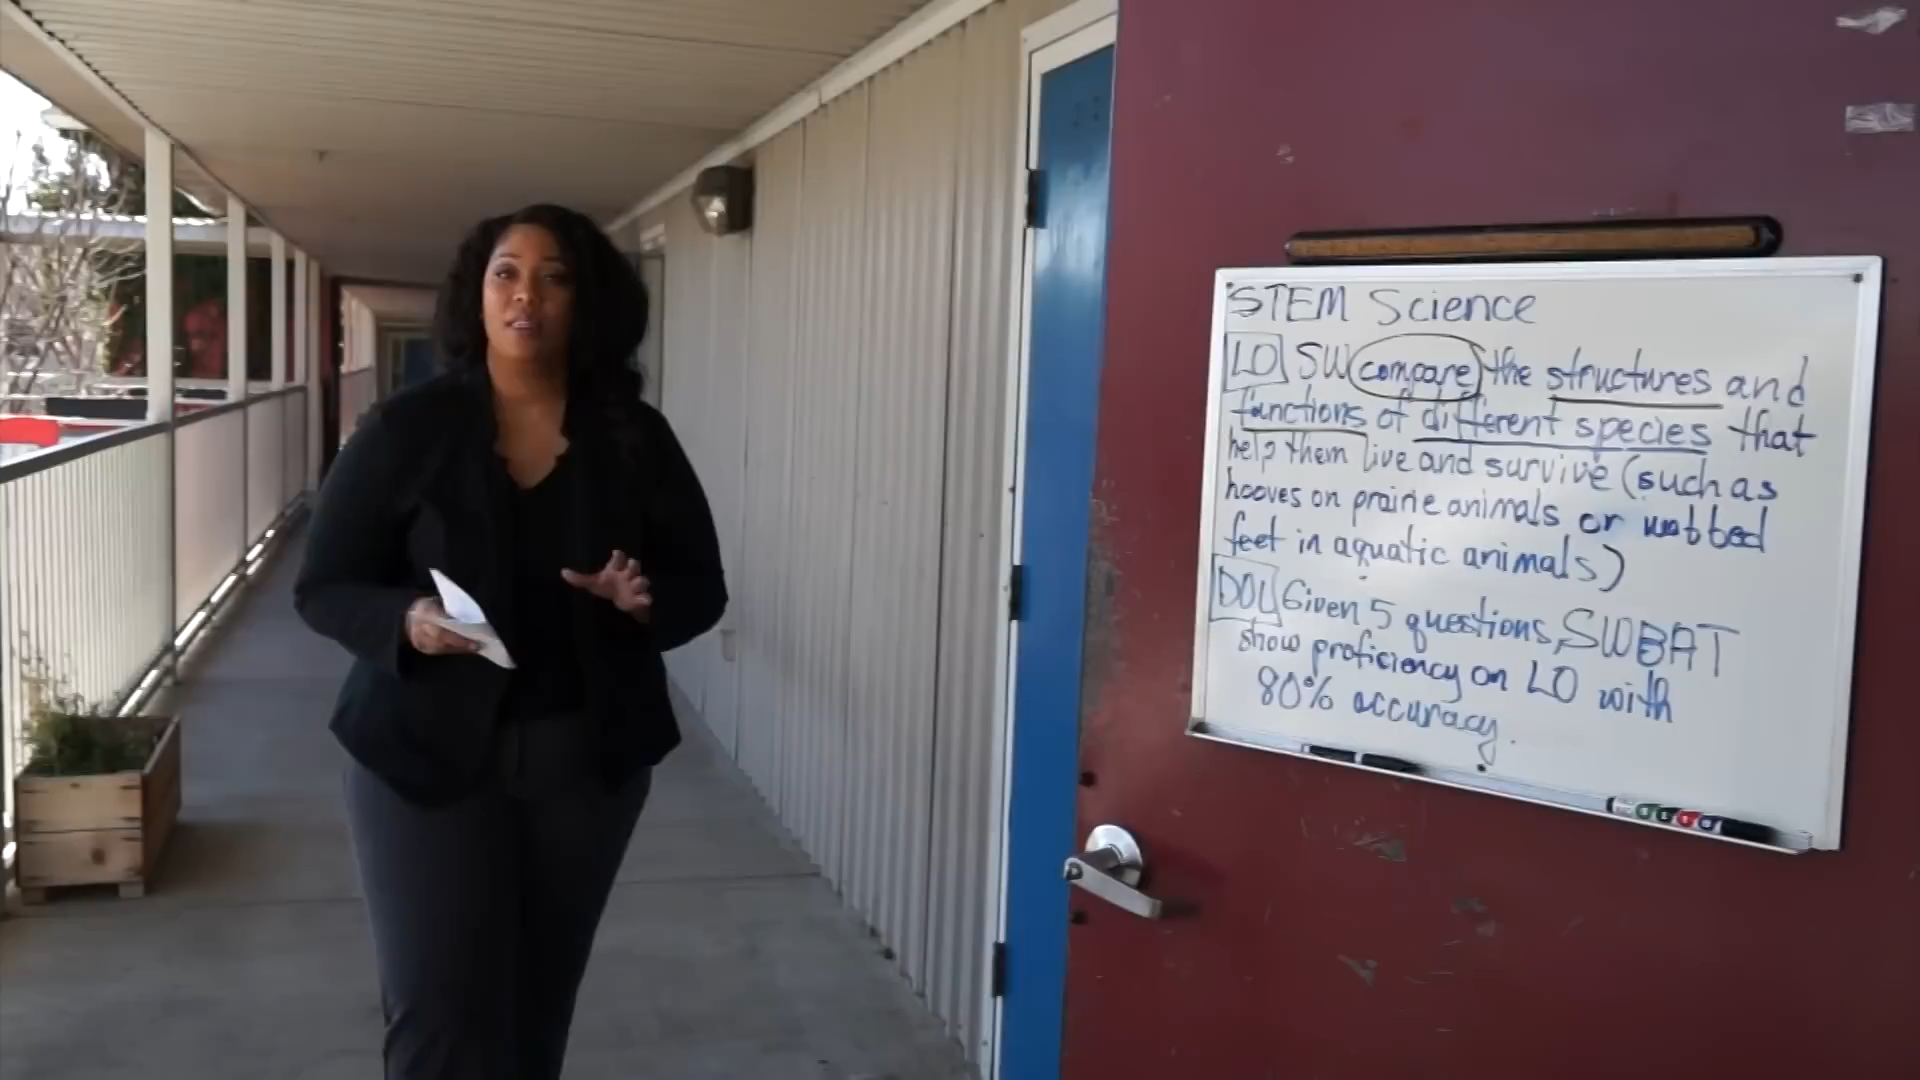 STEM Science
LO SW compare the structures and
functions of different species that
help them live and survive (such as
hooves on prairie animals or webbed
feet in aquatic animals)
DOL Given 5 questions, SWBAT
show proficiency on LO with
80% accuracy.